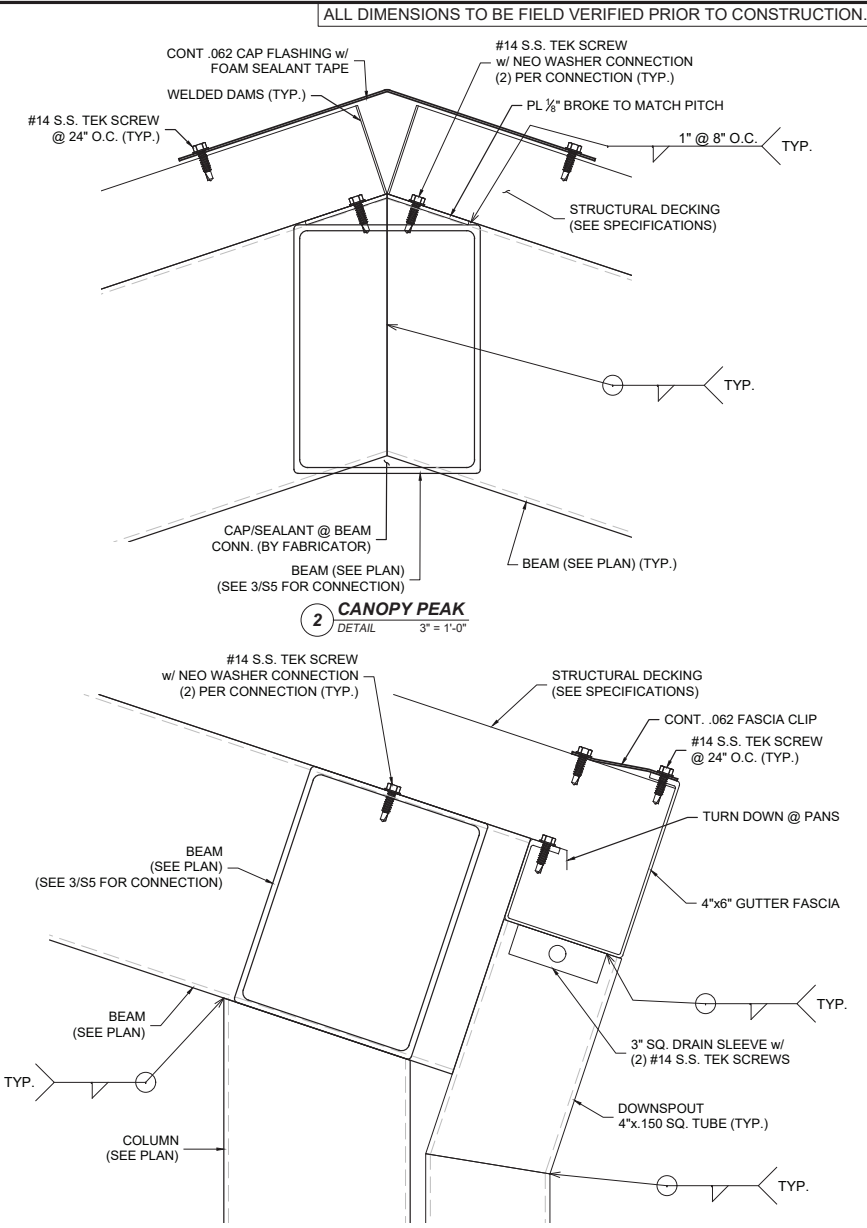 ALL DIMENSIONS TO BE FIELD VERIFIED PRIOR TO CONSTRUCTION.
CONT .062 CAP FLASHING w/
FOAM SEALANT TAPE
#14 S.S. TEK SCREW
w/ NEO WASHER CONNECTION
(2) PER CONNECTION (TYP.)
WELDED DAMS (TYP.)
PL ⅛" BROKE TO MATCH PITCH
#14 S.S. TEK SCREW
@ 24" O.C. (TYP.)
1" @ 8" O.C.
TYP.
STRUCTURAL DECKING
(SEE SPECIFICATIONS)
TYP.
CAP/SEALANT @ BEAM
CONN. (BY FABRICATOR)
BEAM (SEE PLAN)
(SEE 3/S5 FOR CONNECTION)
BEAM (SEE PLAN) (TYP.)
2
CANOPY PEAK
DETAIL 3" = 1'-0"
#14 S.S. TEK SCREW
w/ NEO WASHER CONNECTION
(2) PER CONNECTION (TYP.)
STRUCTURAL DECKING
(SEE SPECIFICATIONS)
CONT. .062 FASCIA CLIP
#14 S.S. TEK SCREW
@ 24" O.C. (TYP.)
TURN DOWN @ PANS
BEAM
(SEE PLAN)
(SEE 3/S5 FOR CONNECTION)
4"x6" GUTTER FASCIA
TYP.
BEAM
(SEE PLAN)
3" SQ. DRAIN SLEEVE w/
(2) #14 S.S. TEK SCREWS
TYP.
DOWNSPOUT
4"x.150 SQ. TUBE (TYP.)
COLUMN
(SEE PLAN)
TYP.